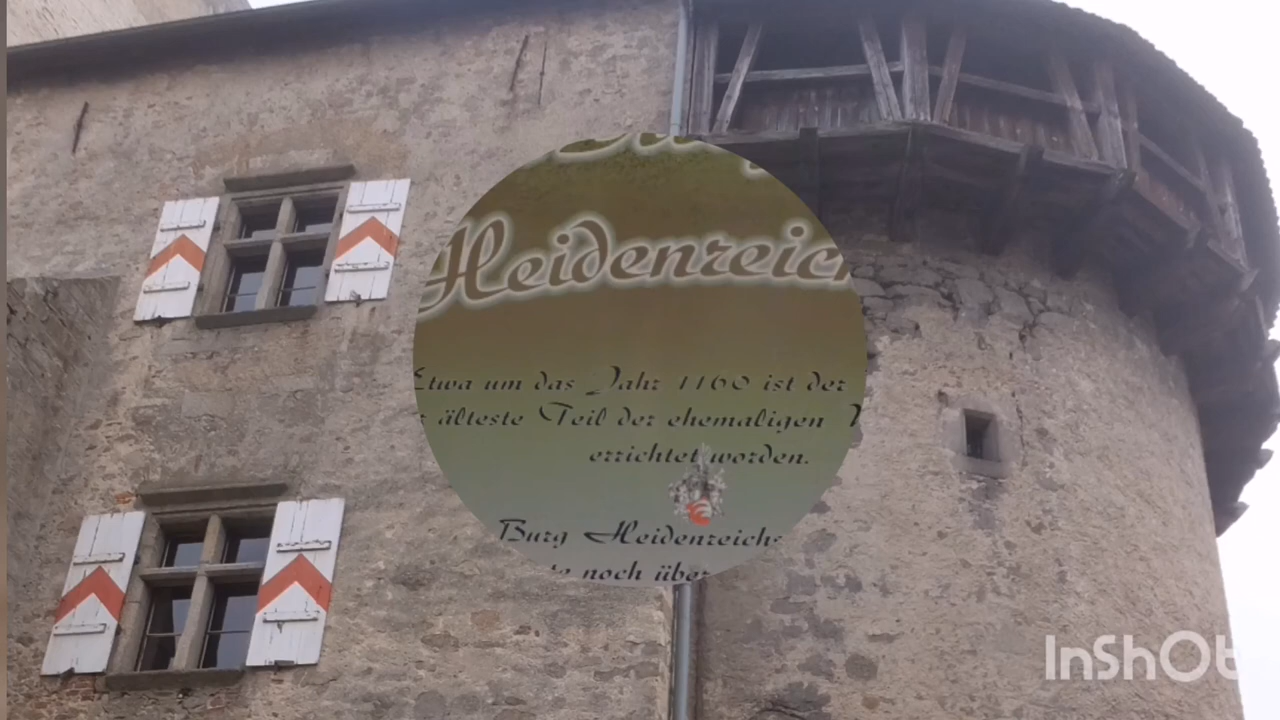 Heidenreich
Etwa um das Jahr 1160 ist der
älteste Teil der ehemaligen
errichtet worden.
Burg Heidenreichs
noch über
InShOt